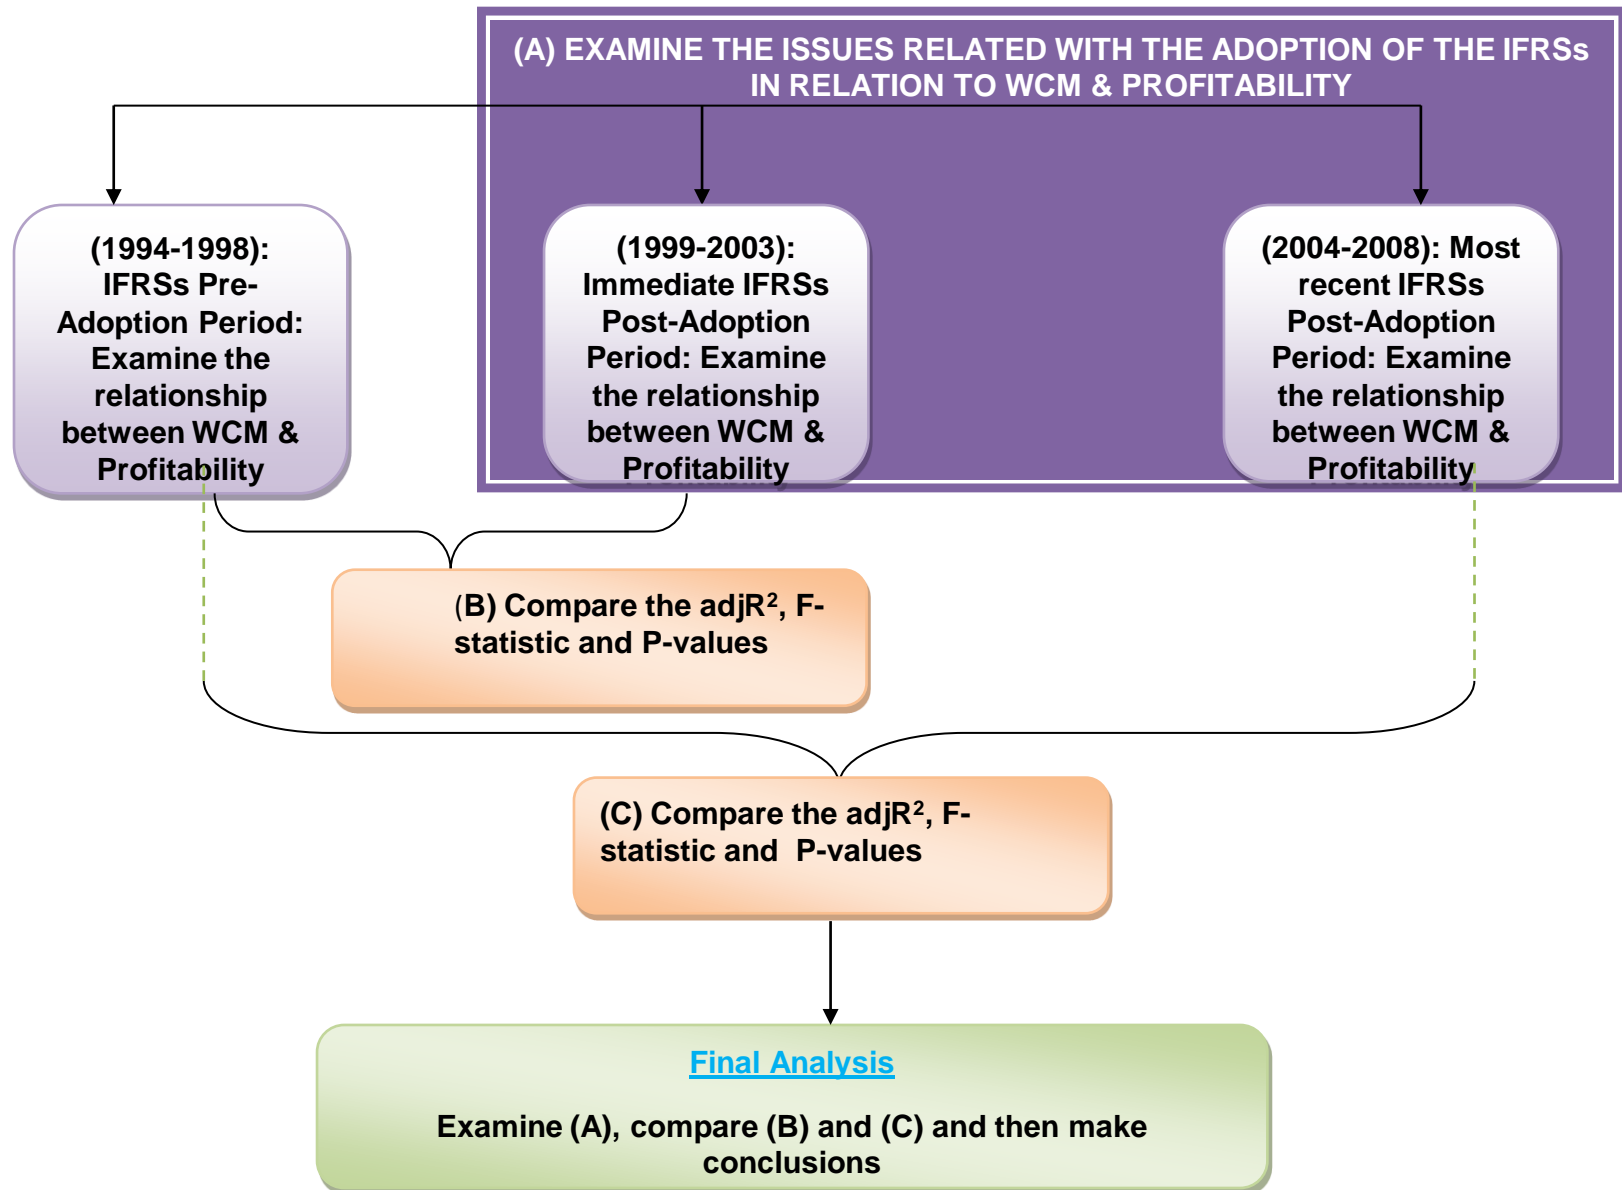 (A) EXAMINE THE ISSUES RELATED WITH THE ADOPTION OF THE IFRSs
IN RELATION TO WCM & PROFITABILITY
(1994-1998):
IFRSs Pre-
Adoption Period:
Examine the
relationship
between WCM &
Profitability
(1999-2003):
Immediate IFRSs
Post-Adoption
Period: Examine
the relationship
between WCM &
Profitability
(2004-2008): Most
recent IFRSs
Post-Adoption
Period: Examine
the relationship
between WCM &
Profitability
(B) Compare the adjR², F-
statistic and P-values
(C) Compare the adjR², F-
statistic and P-values
Final Analysis
Examine (A), compare (B) and (C) and then make
conclusions